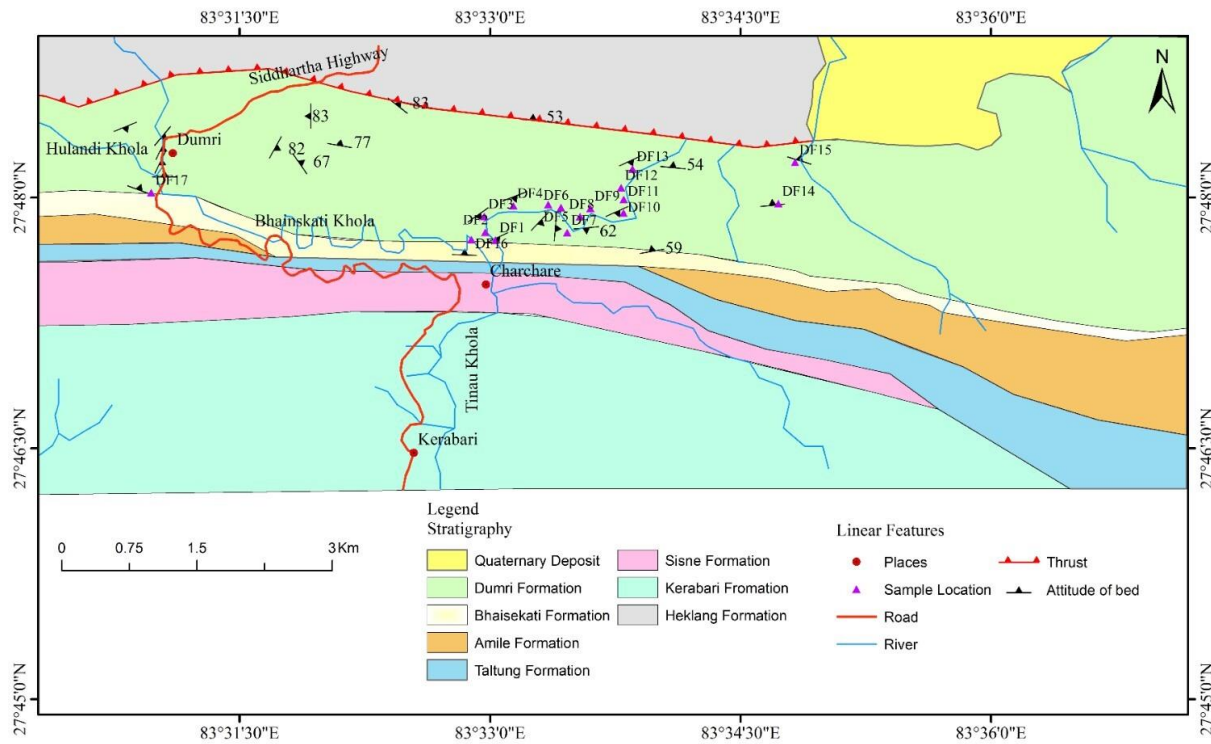 83°31'30"E 83°33'0"E 83°34'30"E 83°36'0"E
N
Siddhartha Highway
83
83
53
Dumri
Hulandi Khola
82
77
67
54
DF13
DF15
DF12
27°48'0"N
27°48'0"N
DF17
DF4
DF6
DF9
DF11
DF14
DF3
DF8
DF10
Bhainskati Khola
DF2
DF5
DF7
62
DF1
DF16
59
Charchare
Tinau Khola
Kerabari
27°46'30"N
27°46'30"N
Legend
Stratigraphy
Linear Features
0 0.75 1.5 3 Km
Quaternary Deposit
Sisne Formation
Places
Thrust
Dumri Formation
Kerabari Fromation
Sample Location
Attitude of bed
Bhaisekati Formation
Heklang Formation
Road
Amile Formation
River
Taltung Formation
27°45'0"N
27°45'0"N
83°31'30"E 83°33'0"E 83°34'30"E 83°36'0"E